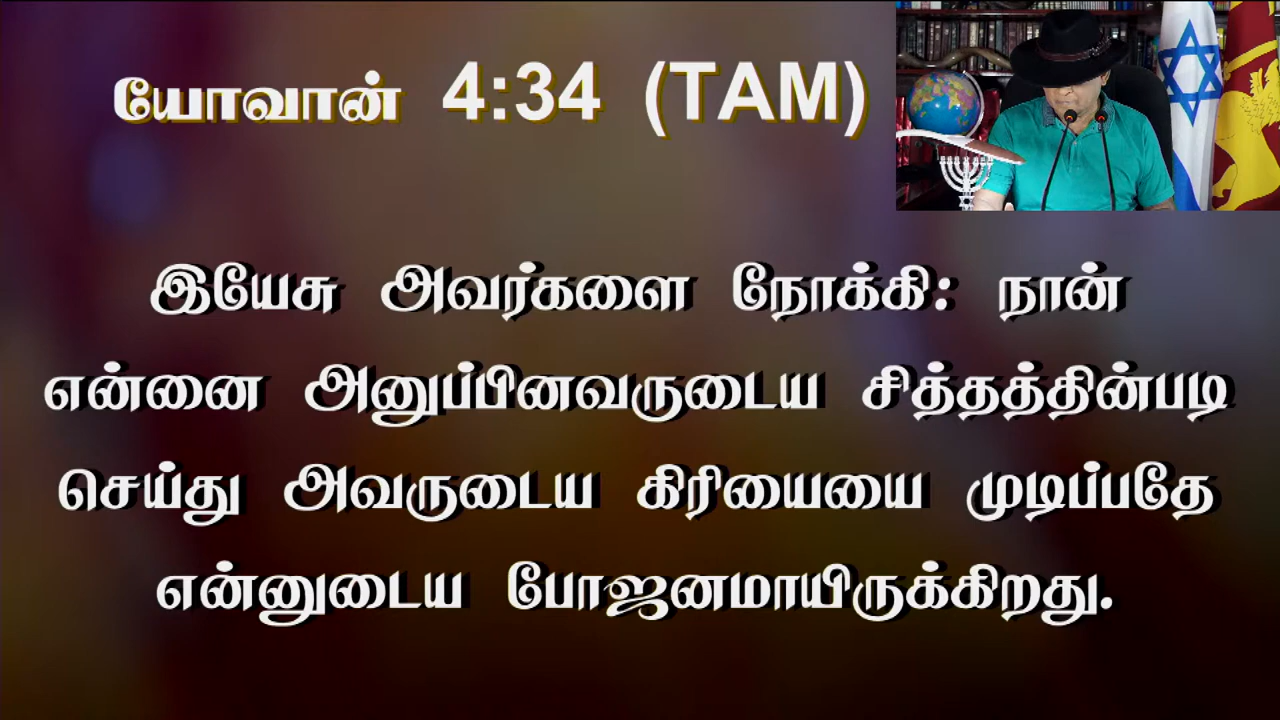 யோவான் 4:34 (TAM)
இயேசு அவர்களை நோக்கி: நான்
என்னை அனுப்பினவருடைய சித்தத்தின்படி
செய்து அவருடைய கிரியையை முடிப்பதே
என்னுடைய போஜனமாயிருக்கிறது.